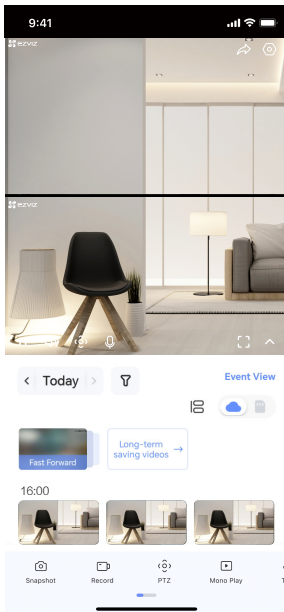 9:41
ezviz
ezviz
Today
Event View
Fast Forward
Long-term
saving videos
16:00
Snapshot
Record
PTZ
Mono Play